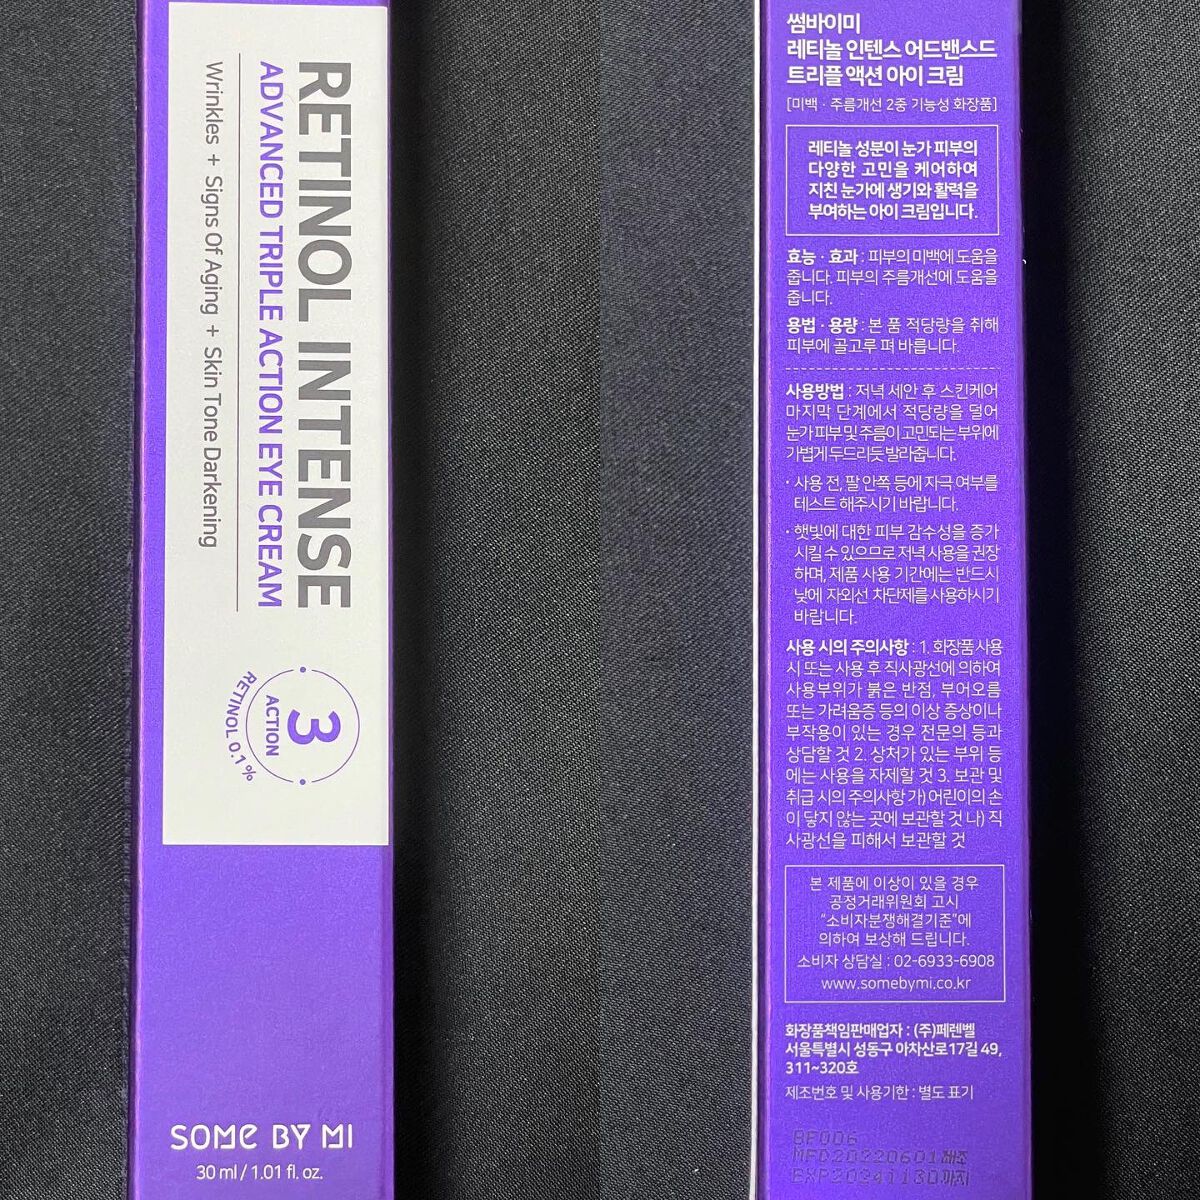 RETINOL INTENSE
ADVANCED TRIPLE ACTION EYE CREAM
Wrinkles + Signs Of Aging + Skin Tone Darkening
3
ACTION
RETINOL 0.1%
SOME BY MI
30 ml / 1.01 fl. oz.
썸바이미
레티놀 인텐스 어드밴스드
트리플 액션 아이 크림
[미백 · 주름개선 2중 기능성 화장품]
레티놀 성분이 눈가 피부의
다양한 고민을 케어하여
지친 눈가에 생기와 활력을
부여하는 아이 크림입니다.
효능 · 효과 : 피부의 미백에 도움을
줍니다. 피부의 주름개선에 도움을
줍니다.
용법 · 용량 : 본 품 적당량을 취해
피부에 골고루 펴 바릅니다.
사용방법 : 저녁 세안 후 스킨케어
마지막 단계에서 적당량을 덜어
눈가 피부 및 주름이 고민되는 부위에
가볍게 두드리듯 발라줍니다.
· 사용 전, 팔 안쪽 등에 자극 여부를
테스트 해주시기 바랍니다.
· 햇빛에 대한 피부 감수성을 증가
시킬 수 있으므로 저녁 사용을 권장
하며, 제품 사용 기간에는 반드시
낮에 자외선 차단제를 사용하시기
바랍니다.
사용 시의 주의사항 : 1. 화장품 사용
시 또는 사용 후 직사광선에 의하여
사용부위가 붉은 반점, 부어오름
또는 가려움증 등의 이상 증상이나
부작용이 있는 경우 전문의 등과
상담할 것 2. 상처가 있는 부위 등
에는 사용을 자제할 것 3. 보관 및
취급 시의 주의사항 가) 어린이의 손
이 닿지 않는 곳에 보관할 것 나) 직
사광선을 피해서 보관할 것
본 제품에 이상이 있을 경우
공정거래위원회 고시
"소비자분쟁해결기준"에
의하여 보상해 드립니다.
소비자 상담실 : 02-6933-6908
www.somebymi.co.kr
화장품책임판매업자 : (주)페렌벨
서울특별시 성동구 아차산로17길 49,
311~320호
제조번호 및 사용기한 : 별도 표기
BF006
MFD20220601제조
EXP20241130까지